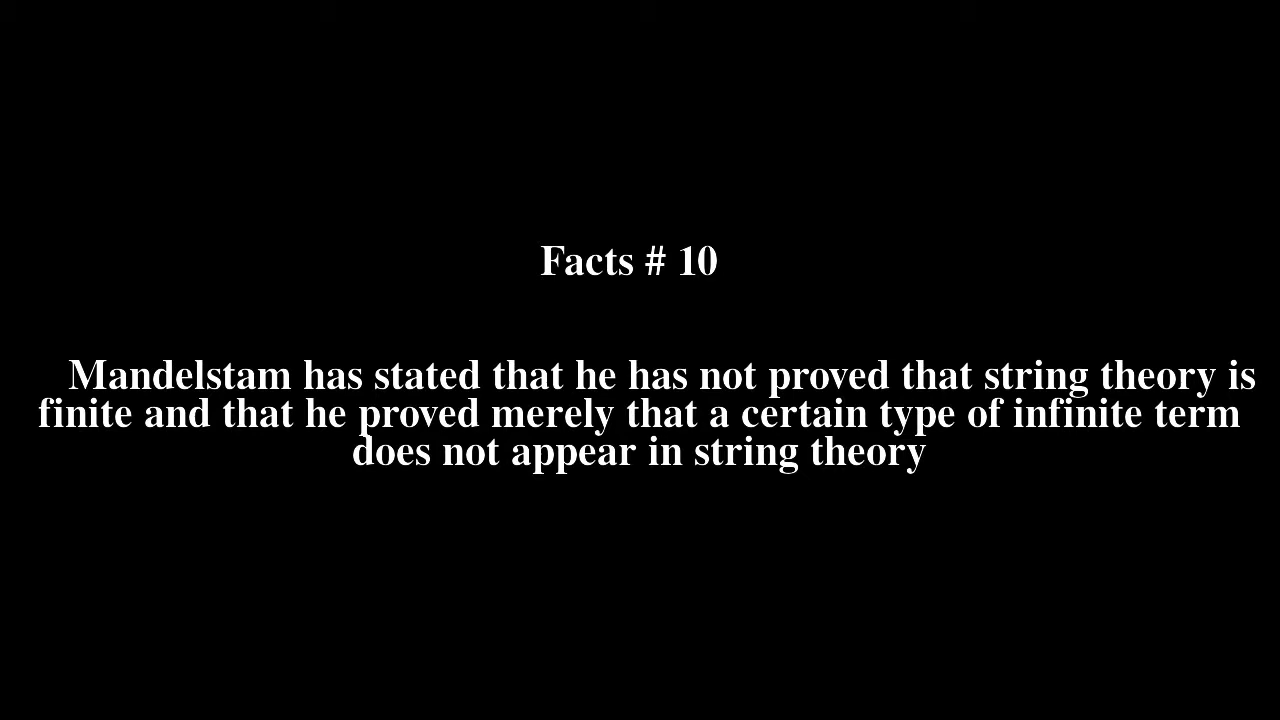 Facts # 10
Mandelstam has stated that he has not proved that string theory is
finite and that he proved merely that a certain type of infinite term
does not appear in string theory